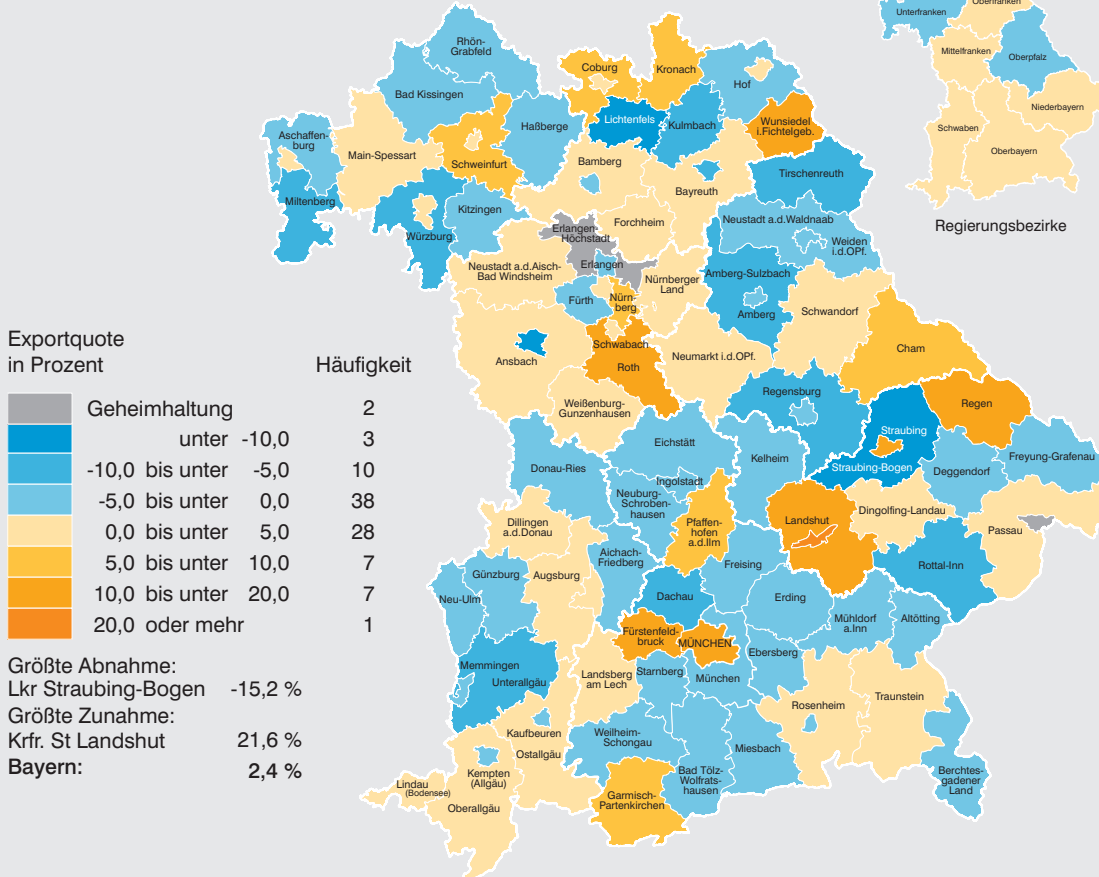 Oberfranken
Unterfranken
Mittelfranken
Oberpfalz
Niederbayern
Schwaben
Oberbayern
Regierungsbezirke
Rhön-
Grabfeld
Bad Kissingen
Coburg
Kronach
Hof
Lichtenfels
Kulmbach
Wunsiedel
i.Fichtelgeb.
Aschaffen-
burg
Main-Spessart
Schweinfurt
Haßberge
Bamberg
Bayreuth
Tirschenreuth
Miltenberg
Würzburg
Kitzingen
Forchheim
Neustadt a.d.Waldnaab
Weiden
i.d.OPf.
Erlangen-
Höchstadt
Erlangen
Neustadt a.d.Aisch-
Bad Windsheim
Fürth
Nürn-
berg
Nürnberger
Land
Amberg-Sulzbach
Amberg
Schwandorf
Cham
Ansbach
Schwabach
Roth
Neumarkt i.d.OPf.
Weißenburg-
Gunzenhausen
Regensburg
Straubing
Straubing-Bogen
Regen
Freyung-Grafenau
Deggendorf
Donau-Ries
Eichstätt
Ingolstadt
Kelheim
Neuburg-
Schroben-
hausen
Pfaffen-
hofen
a.d.Ilm
Landshut
Dingolfing-Landau
Passau
Dillingen
a.d.Donau
Aichach-
Friedberg
Freising
Rottal-Inn
Günzburg
Augsburg
Neu-Ulm
Dachau
Erding
Mühldorf
a.Inn
Altötting
Fürstenfeld-
bruck
MÜNCHEN
Ebersberg
Memmingen
Unterallgäu
Landsberg
am Lech
Starnberg
München
Rosenheim
Traunstein
Kaufbeuren
Ostallgäu
Weilheim-
Schongau
Bad Tölz-
Wolfrats-
hausen
Miesbach
Berchtes-
gadener
Land
Kempten
(Allgäu)
Lindau
(Bodensee)
Oberallgäu
Garmisch-
Partenkirchen
Exportquote
in Prozent Häufigkeit
Geheimhaltung 2
unter -10,0 3
-10,0 bis unter -5,0 10
-5,0 bis unter 0,0 38
0,0 bis unter 5,0 28
5,0 bis unter 10,0 7
10,0 bis unter 20,0 7
20,0 oder mehr 1
Größte Abnahme:
Lkr Straubing-Bogen -15,2 %
Größte Zunahme:
Krfr. St Landshut 21,6 %
Bayern: 2,4 %